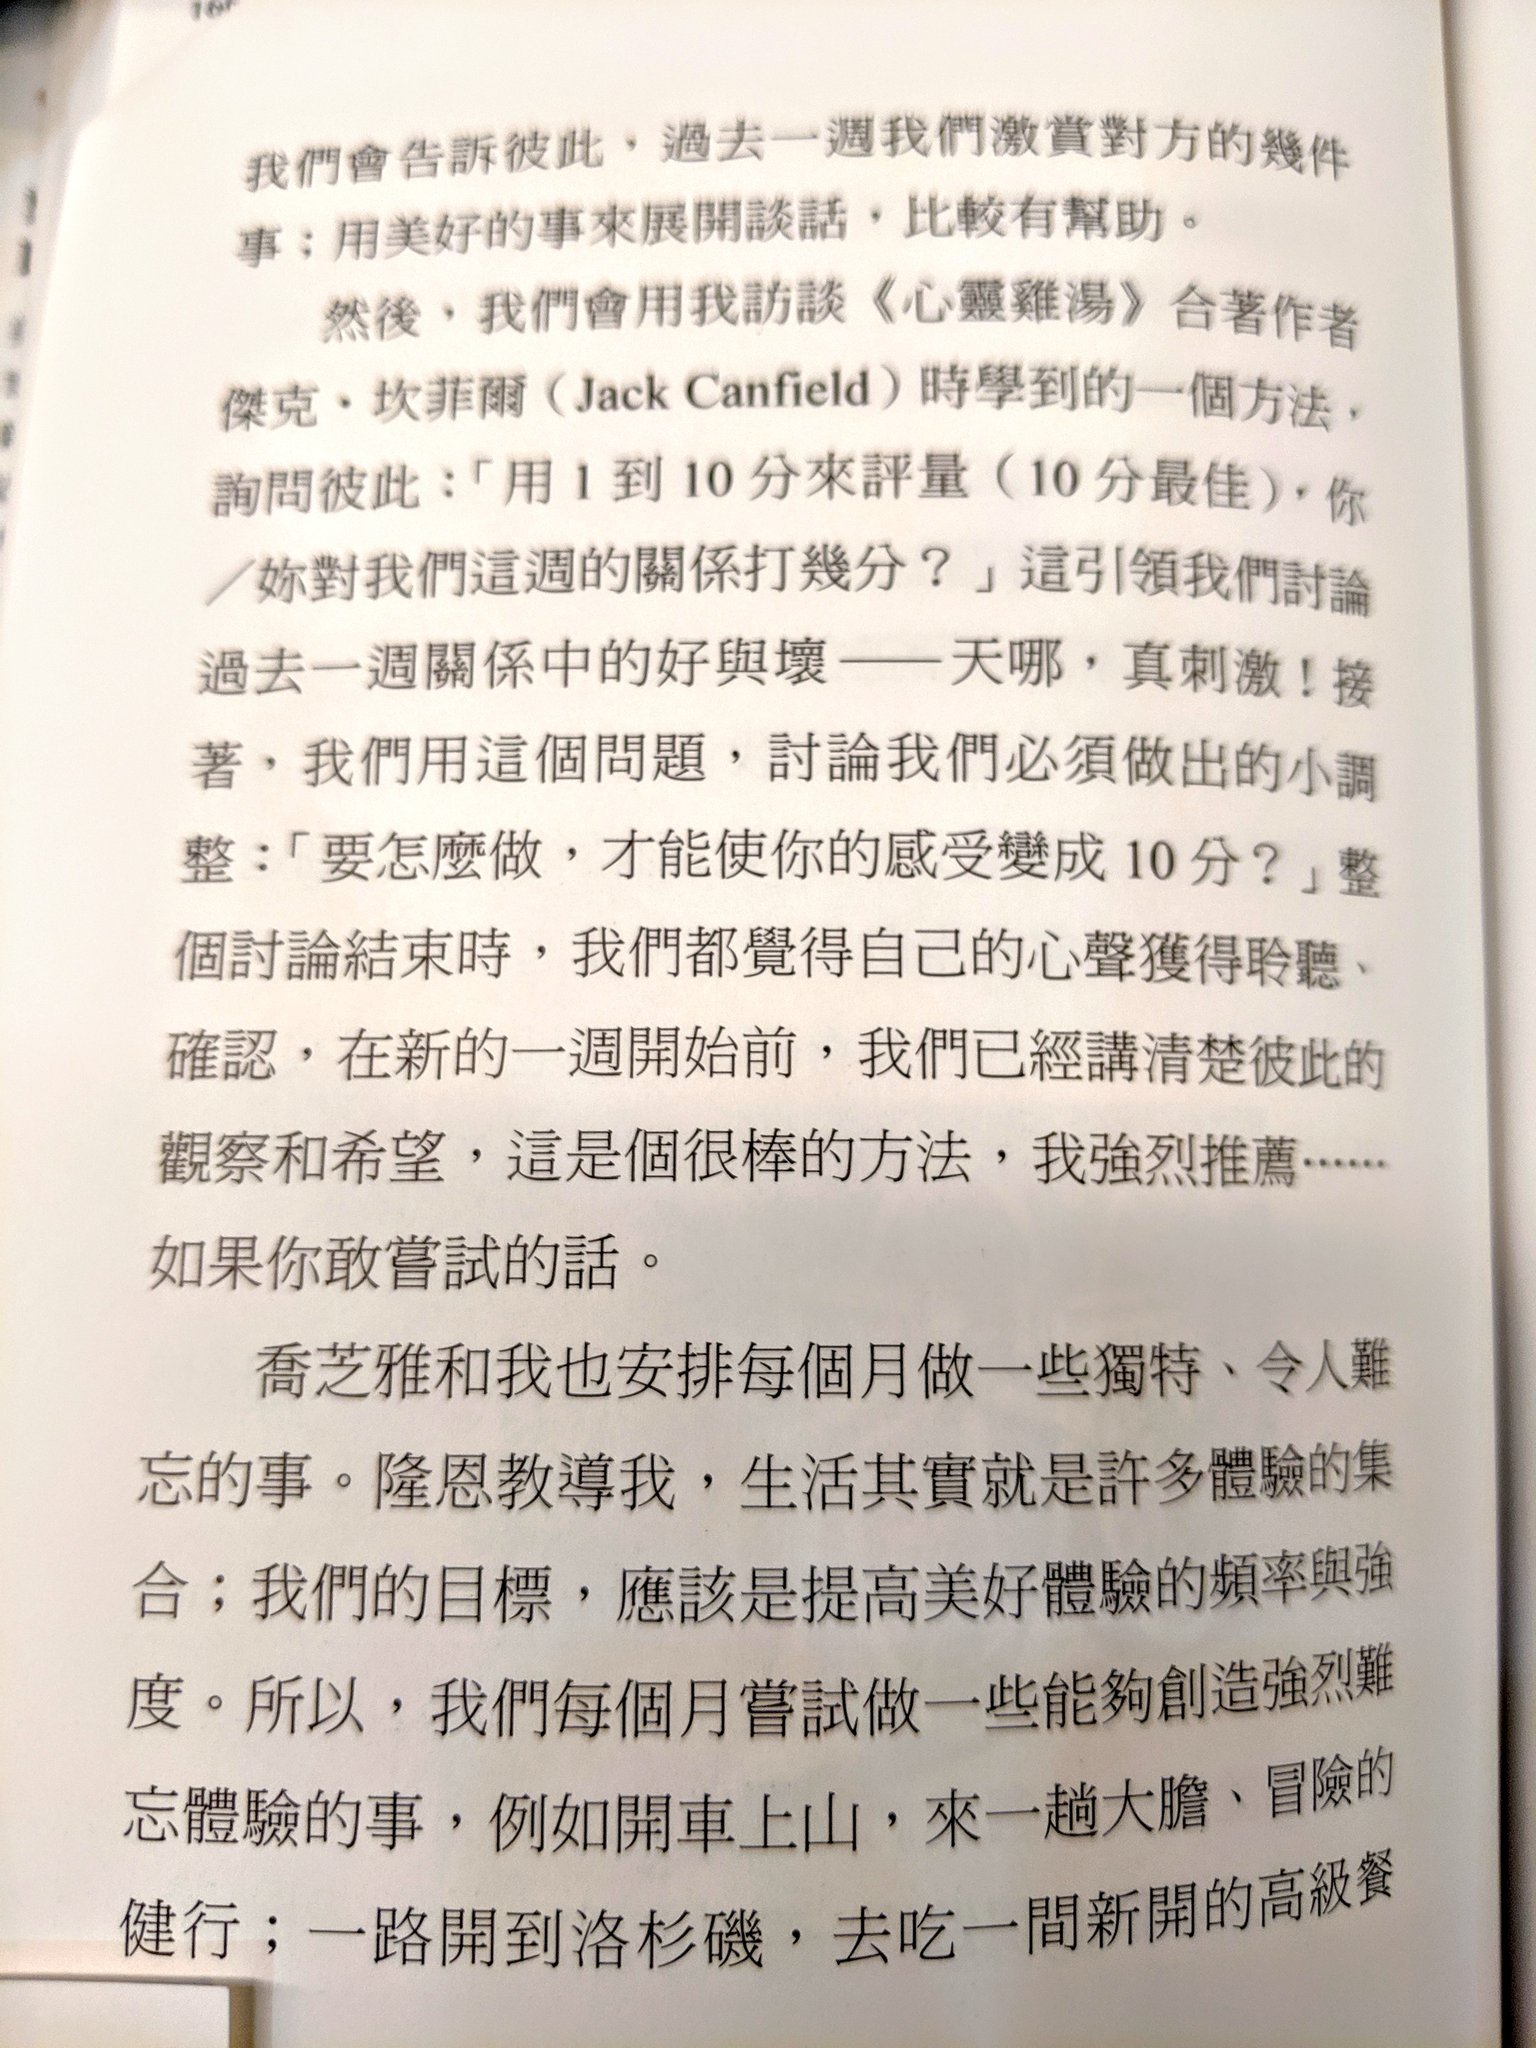 我們會告訴彼此，過去一週我們激賞對方的幾件
事；用美好的事來展開談話，比較有幫助。
然後，我們會用我訪談《心靈雞湯》合著作者
傑克、坎菲爾（Jack Canfield）時學到的一個方法，
詢問彼此：「用 1 到 10 分來評量（10 分最佳），你
／妳對我們這週的關係打幾分？」這引領我們討論
過去一週關係中的好與壞——天哪，真刺激！接
著，我們用這個問題，討論我們必須做出的小調
整：「要怎麼做，才能使你的感受變成 10 分？」整
個討論結束時，我們都覺得自己的心聲獲得聆聽、
確認，在新的一週開始前，我們已經講清楚彼此的
觀察和希望，這是個很棒的方法，我強烈推薦……
如果你敢嘗試的話。
喬芝雅和我也安排每個月做一些獨特、令人難
忘的事。隆恩教導我，生活其實就是許多體驗的集
合；我們的目標，應該是提高美好體驗的頻率與強
度。所以，我們每個月嘗試做一些能夠創造強烈難
忘體驗的事，例如開車上山，來一趟大膽、冒險的
健行；一路開到洛杉磯，去吃一間新開的高級餐